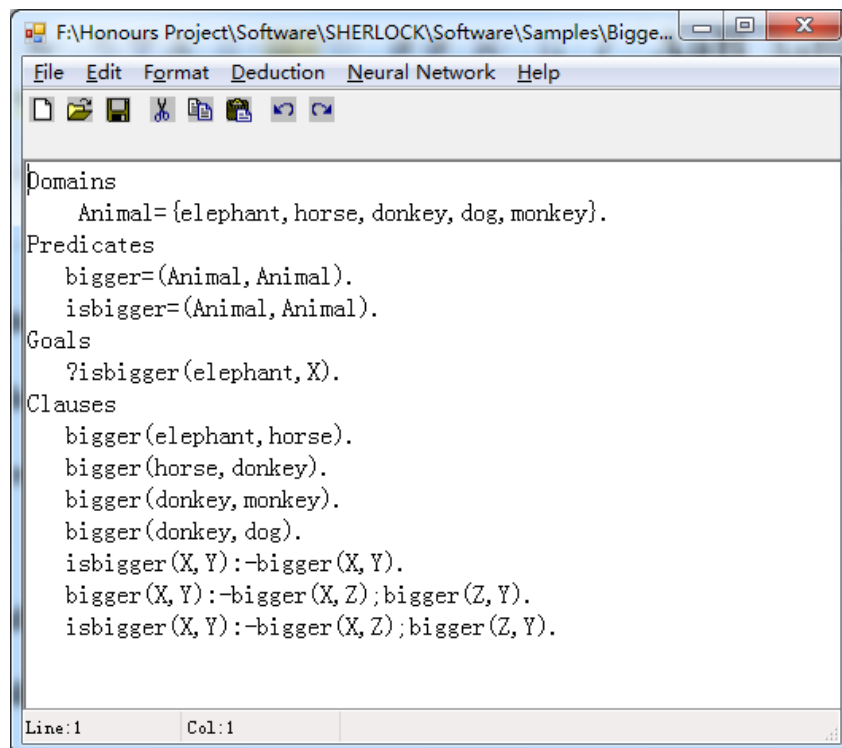 F:\Honours Project\Software\SHERLOCK\Software\Samples\Bigge...
File Edit Format Deduction Neural Network Help
Domains
Animal={elephant,horse,donkey,dog,monkey}.
Predicates
bigger=(Animal,Animal).
isbigger=(Animal,Animal).
Goals
?isbigger(elephant,X).
Clauses
bigger(elephant,horse).
bigger(horse,donkey).
bigger(donkey,monkey).
bigger(donkey,dog).
isbigger(X,Y):-bigger(X,Y).
bigger(X,Y):-bigger(X,Z);bigger(Z,Y).
isbigger(X,Y):-bigger(X,Z);bigger(Z,Y).
Line:1 Col:1